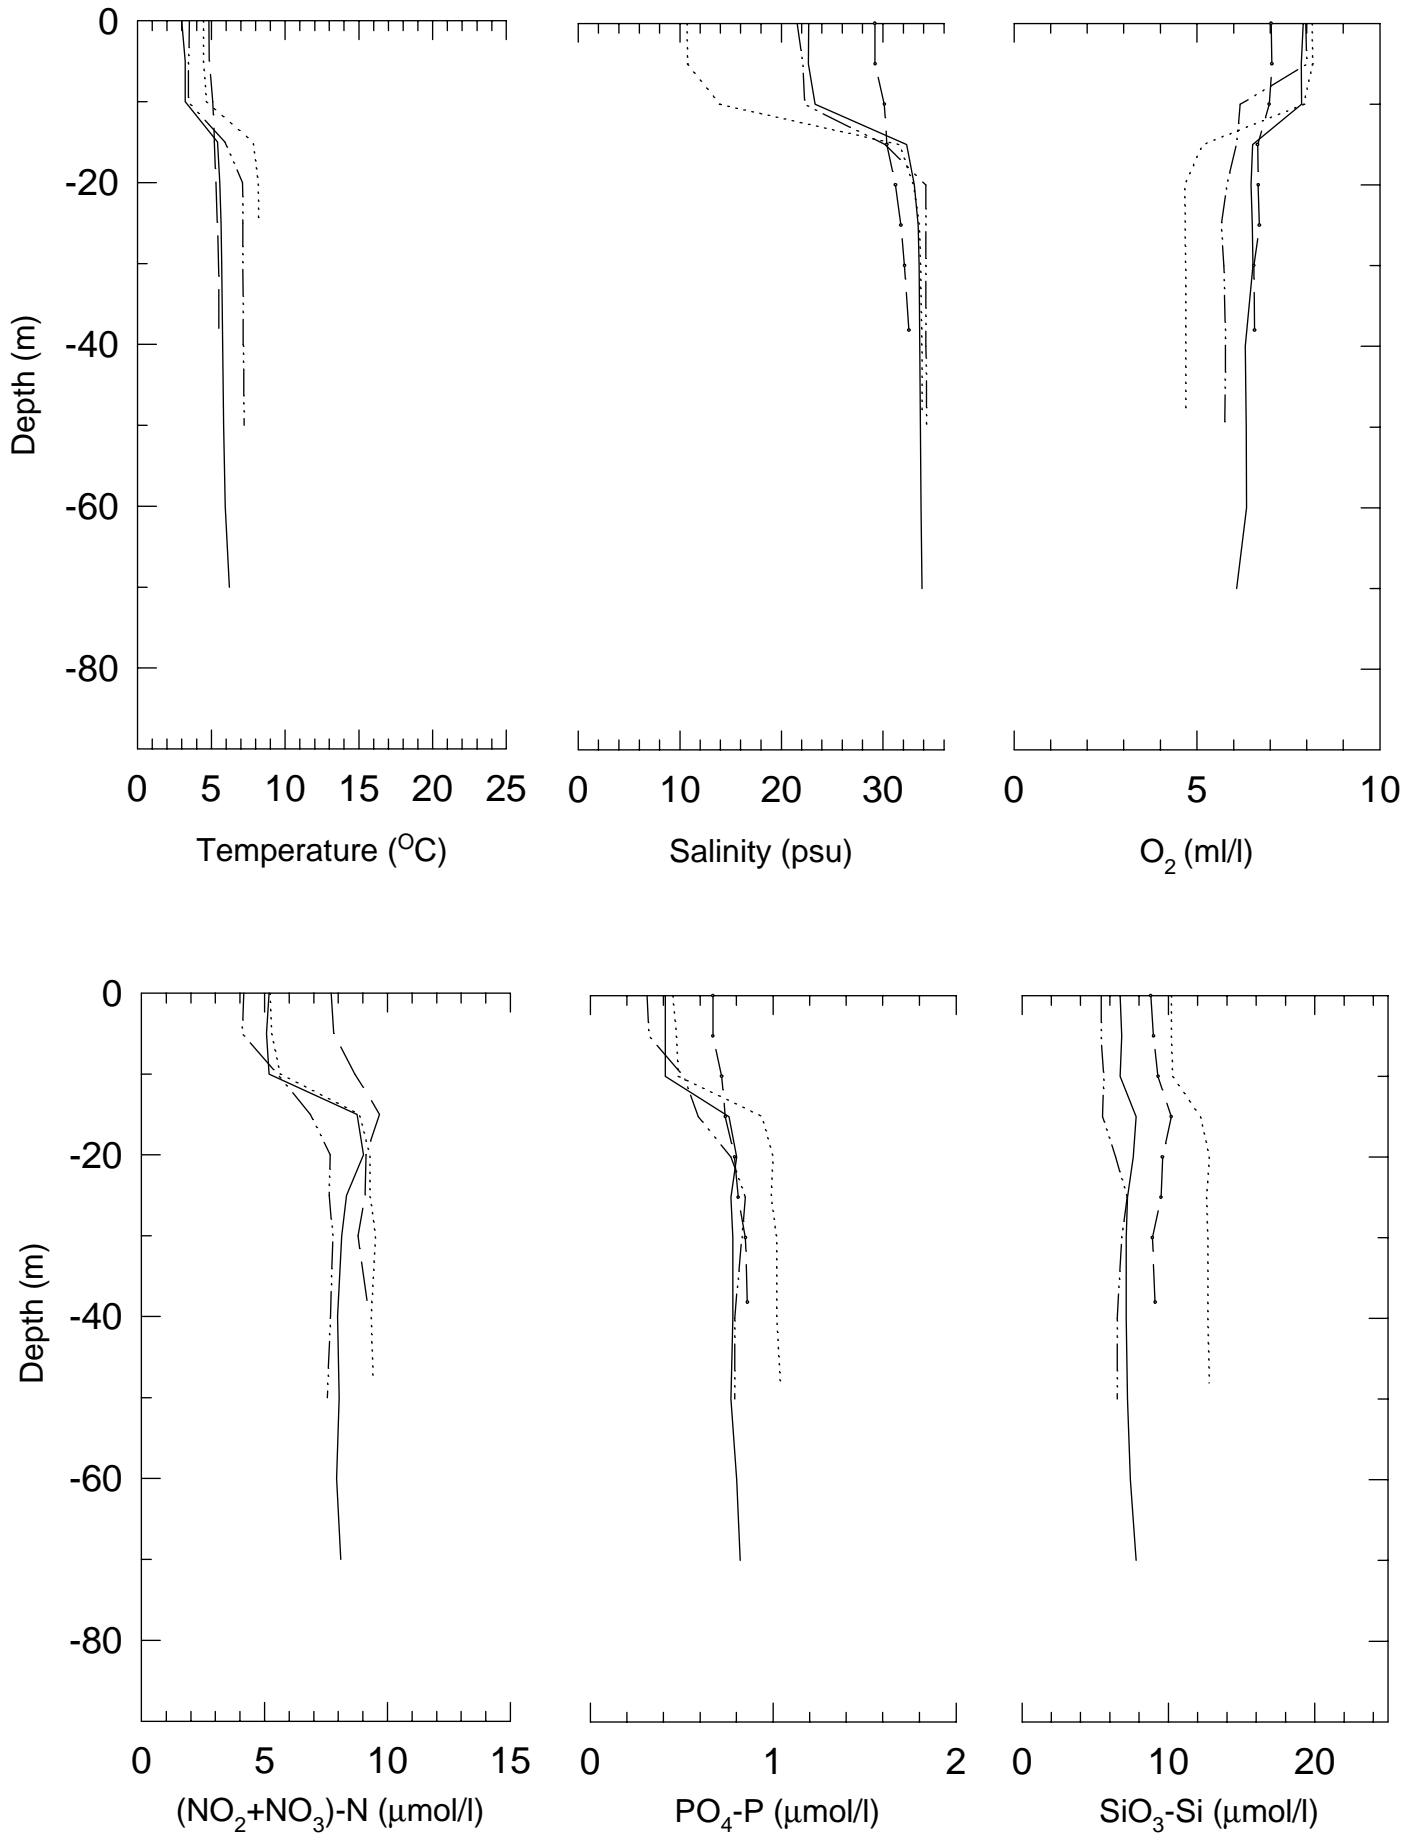 0
-20
-40
-60
-80
Depth (m)
0 5 10 15 20 25
0 10 20 30
0 5 10
Temperature (ᴼC)
Salinity (psu)
O₂ (ml/l)
0
-20
-40
-60
-80
Depth (m)
0 5 10 15
0 1 2
0 10 20
(NO₂+NO₃)-N (μmol/l)
PO₄-P (μmol/l)
SiO₃-Si (μmol/l)